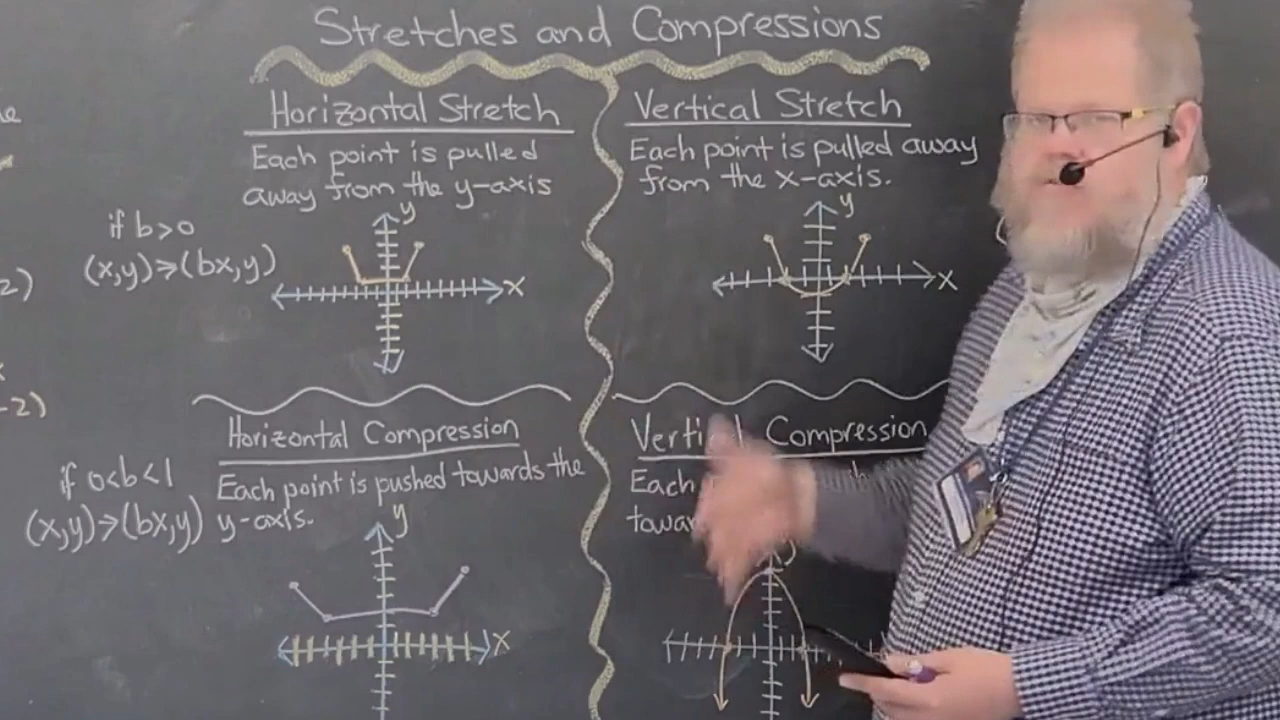 Stretches and Compressions
Horizontal Stretch
Each point is pulled
away from the y-axis
if b>0
(x,y)→(bx,y)
y
x
Vertical Stretch
Each point is pulled away
from the x-axis.
y
x
2)
-2)
Horizontal Compression
Each point is pushed towards the
y-axis.
if 0<b<1
(x,y)→(bx,y)
y
x
Compression
Each